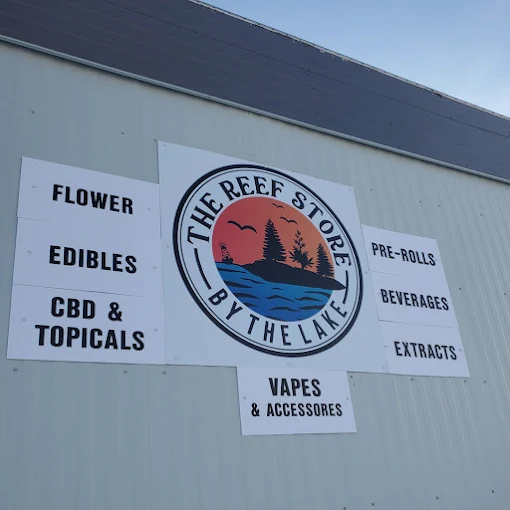 THE REEF STORE
BY THE LAKE
FLOWER
EDIBLES
CBD &
TOPICALS
PRE-ROLLS
BEVERAGES
EXTRACTS
VAPES
& ACCESSORES